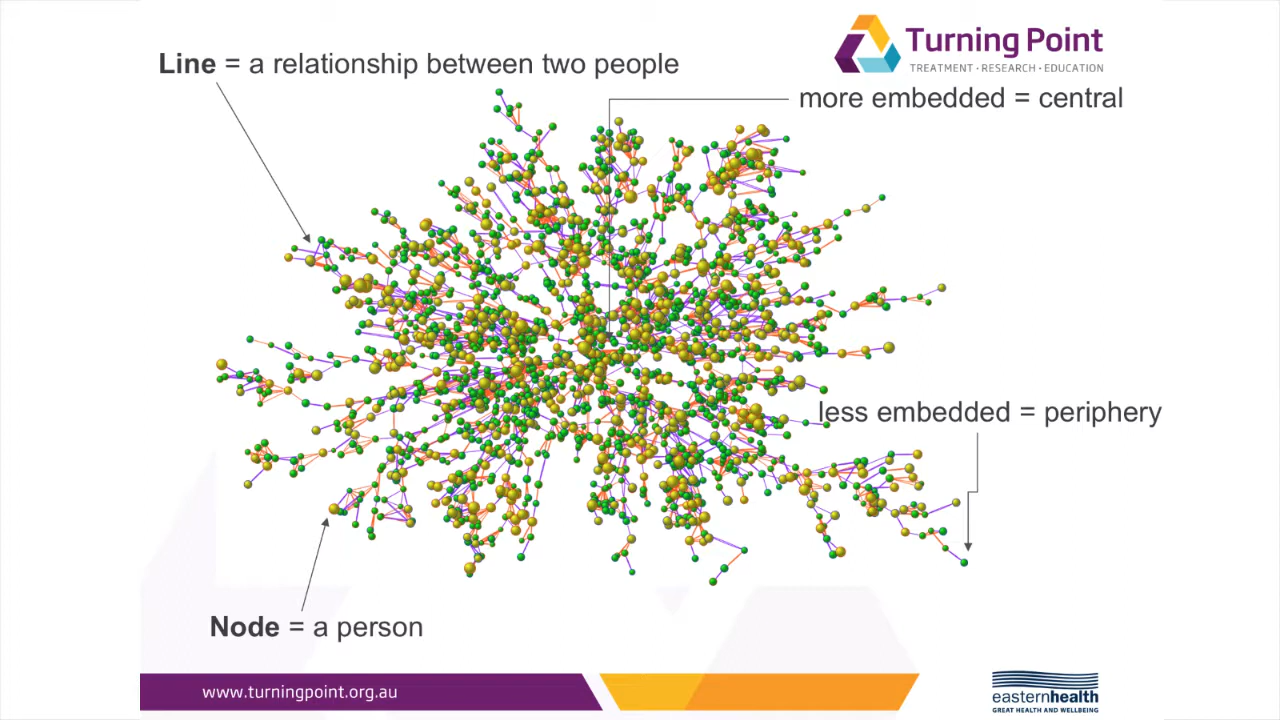 Turning Point
TREATMENT · RESEARCH · EDUCATION
Line = a relationship between two people
more embedded = central
less embedded = periphery
Node = a person
www.turningpoint.org.au
easternhealth
GREAT HEALTH AND WELLBEING